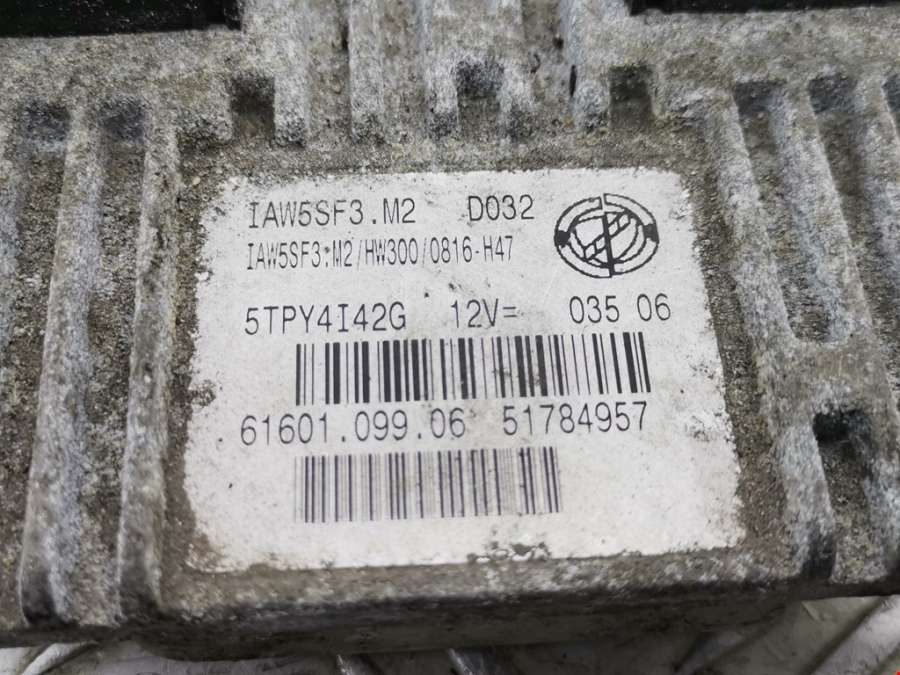 IAW5SF3.M2 D032
IAW5SF3:M2/HW300/0816-H47
5TPY4I42G 12V= 035 06
61601.099.06 51784957